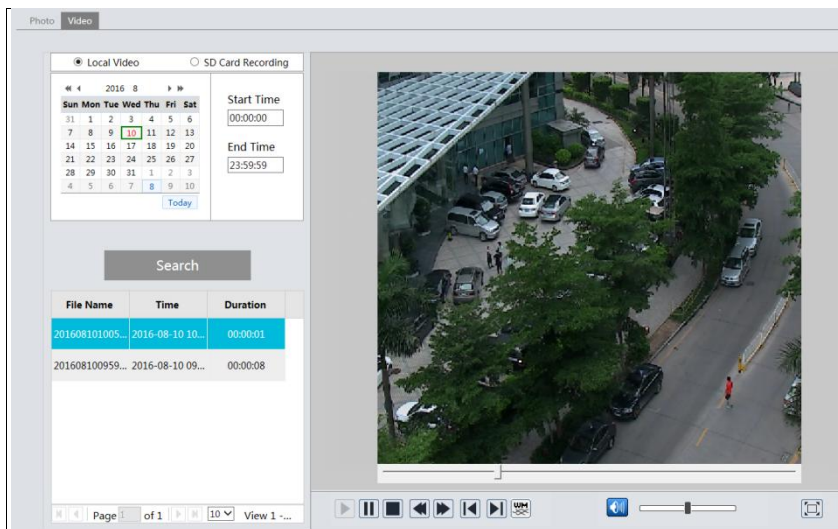 Photo Video
Local Video SD Card Recording
2016 8
Sun Mon Tue Wed Thu Fri Sat
31 1 2 3 4 5 6
7 8 9 10 11 12 13
14 15 16 17 18 19 20
21 22 23 24 25 26 27
28 29 30 31 1 2 3
4 5 6 7 8 9 10
Today
Start Time
00:00:00
End Time
23:59:59
Search
File Name Time Duration
201608101005... 2016-08-10 10... 00:00:01
201608100959... 2016-08-10 09... 00:00:08
Page 1 of 1 10 View 1 -...
WM